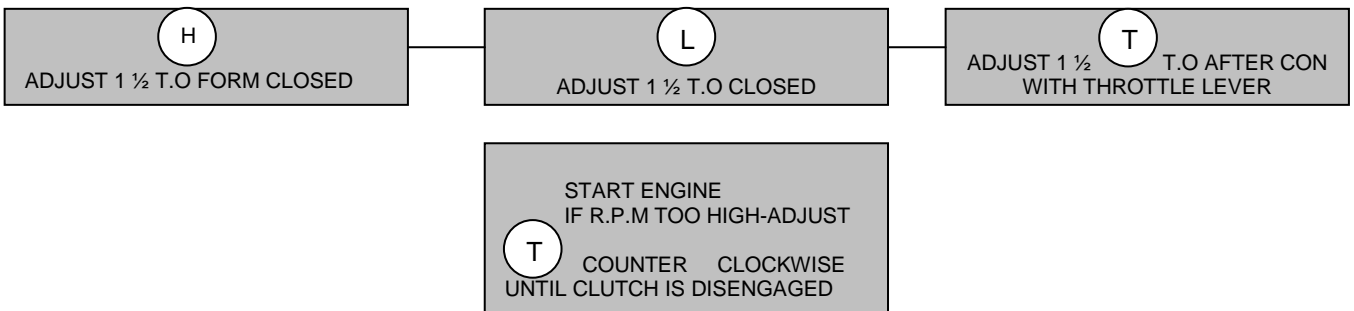 H
ADJUST 1 ½ T.O FORM CLOSED
L
ADJUST 1 ½ T.O CLOSED
T
ADJUST 1 ½ T.O AFTER CON
WITH THROTTLE LEVER
START ENGINE
IF R.P.M TOO HIGH-ADJUST
T COUNTER CLOCKWISE
UNTIL CLUTCH IS DISENGAGED